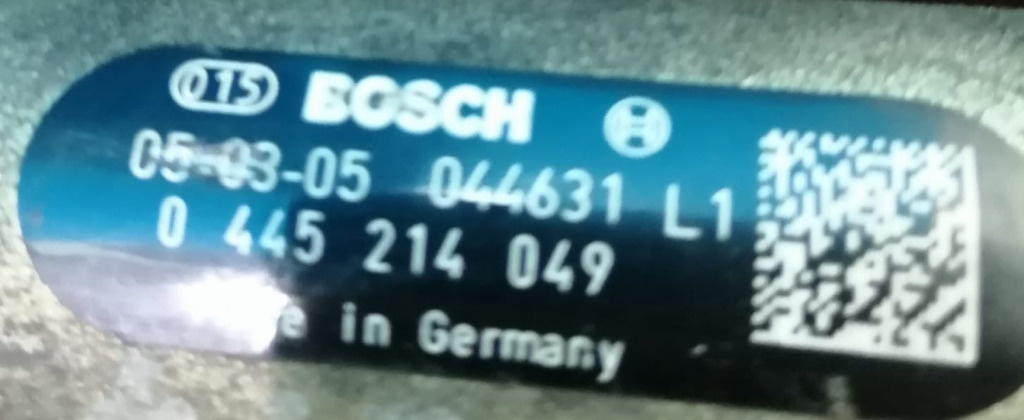 015 BOSCH
05-03-05 044631 L1
0 445 214 049
in Germany